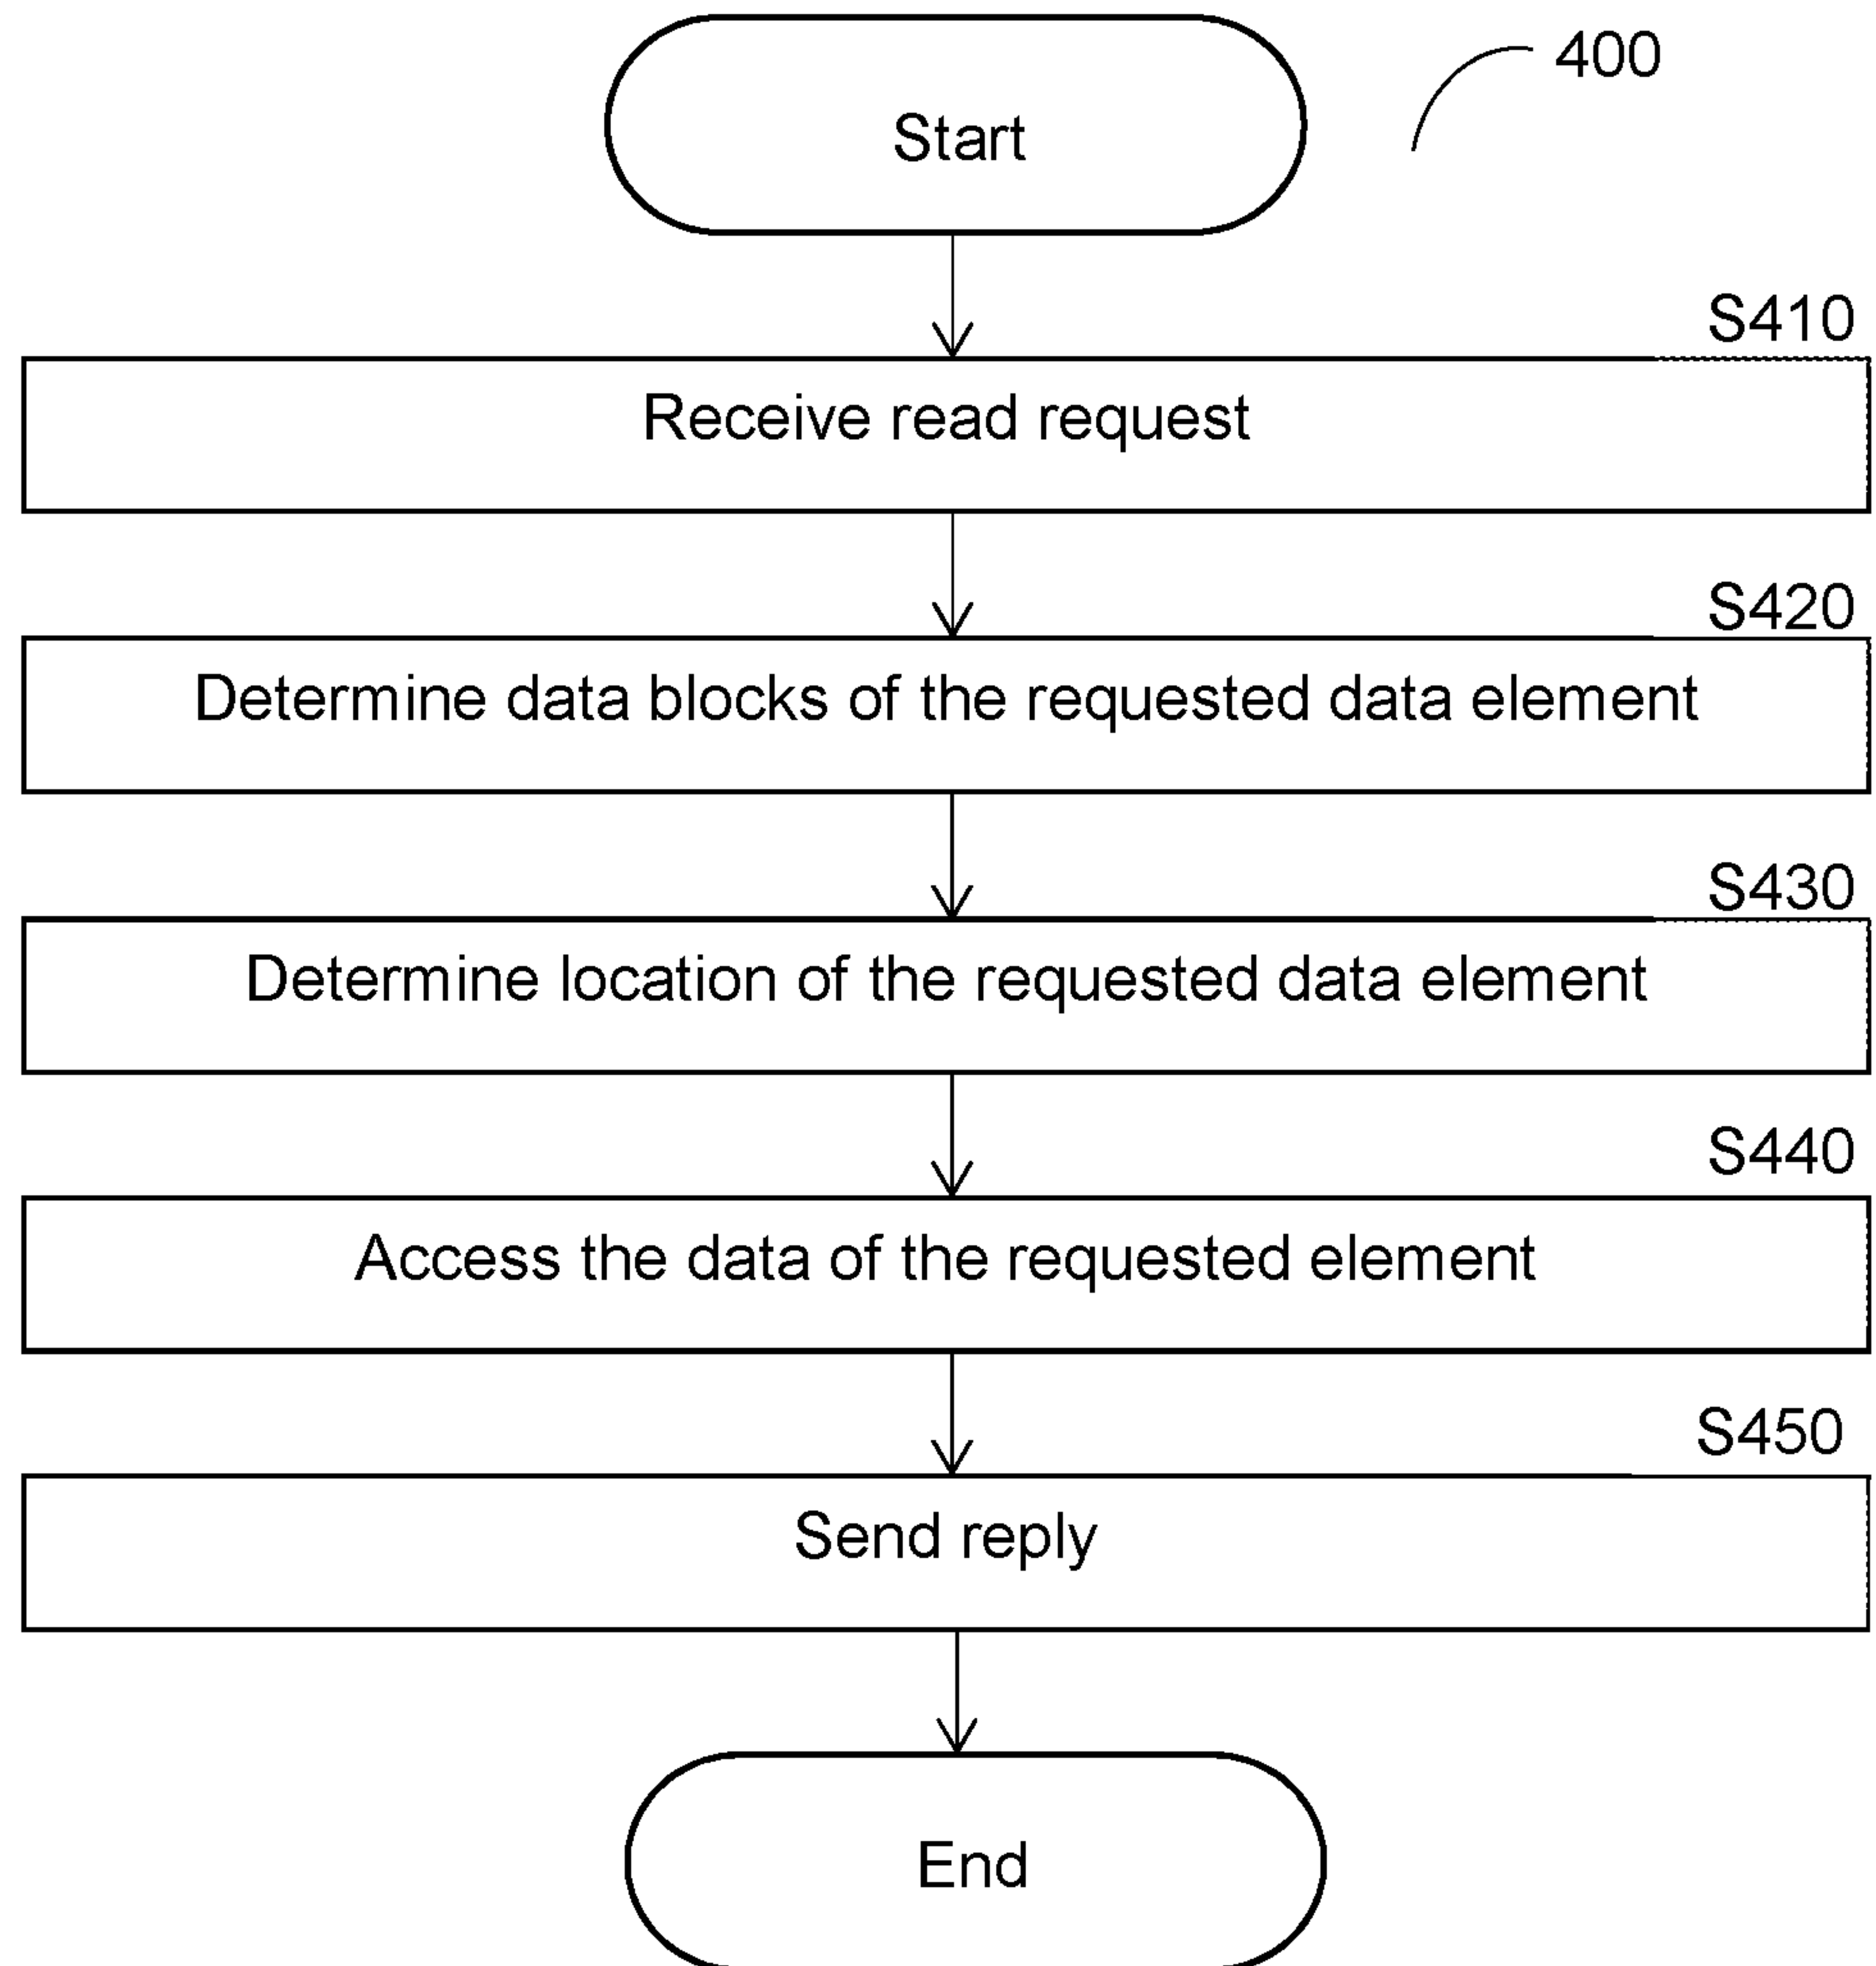 400
Start
S410
Receive read request
S420
Determine data blocks of the requested data element
S430
Determine location of the requested data element
S440
Access the data of the requested element
S450
Send reply
End